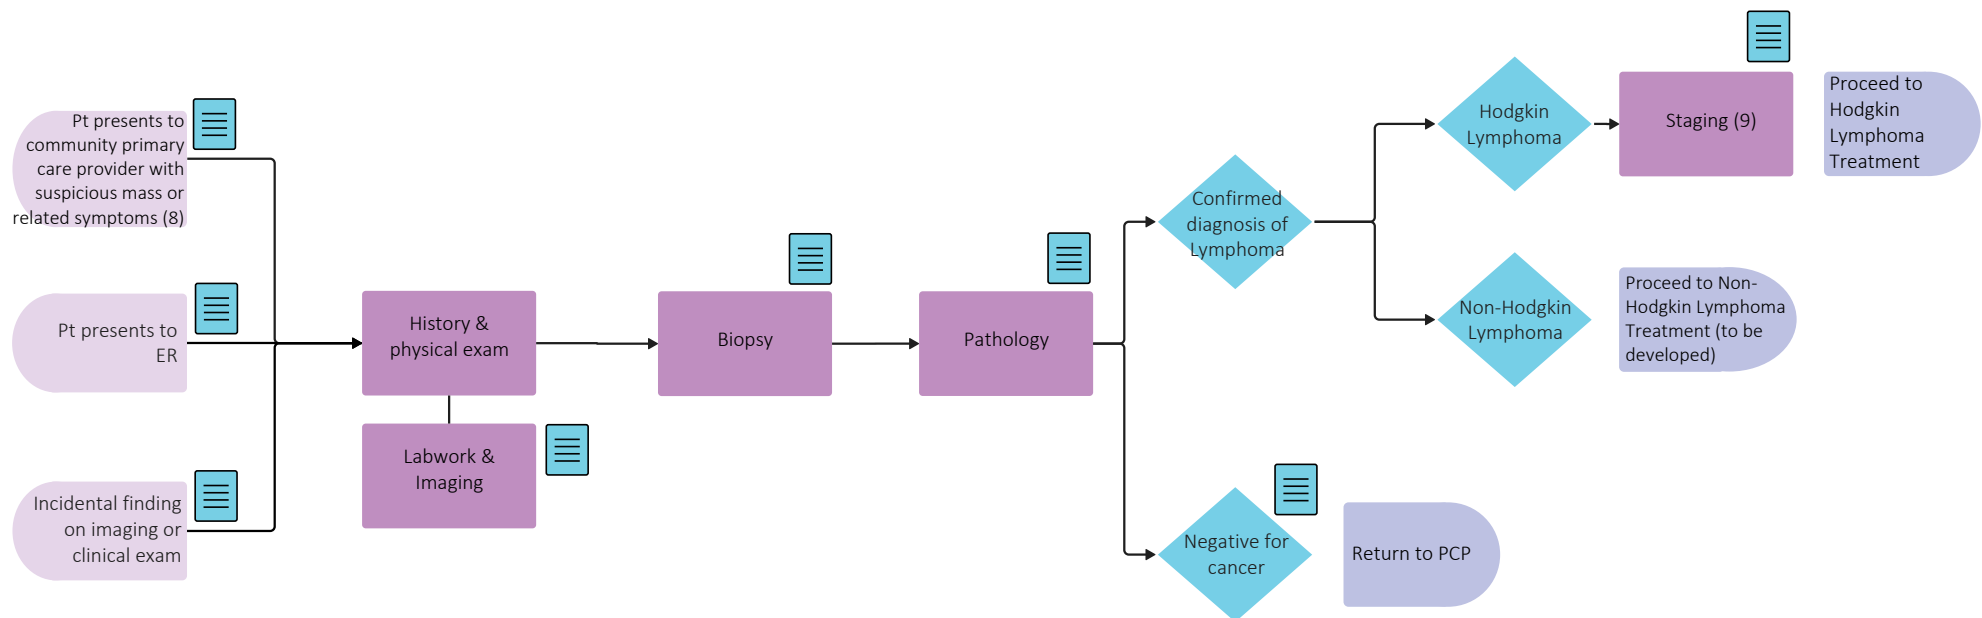 Pt presents to
community primary
care provider with
suspicious mass or
related symptoms (8)
Pt presents to
ER
Incidental finding
on imaging or
clinical exam
History &
physical exam
Labwork &
Imaging
Biopsy
Pathology
Confirmed
diagnosis of
Lymphoma
Negative for
cancer
Return to PCP
Hodgkin
Lymphoma
Staging (9)
Proceed to
Hodgkin
Lymphoma
Treatment
Non-Hodgkin
Lymphoma
Proceed to Non-
Hodgkin Lymphoma
Treatment (to be
developed)